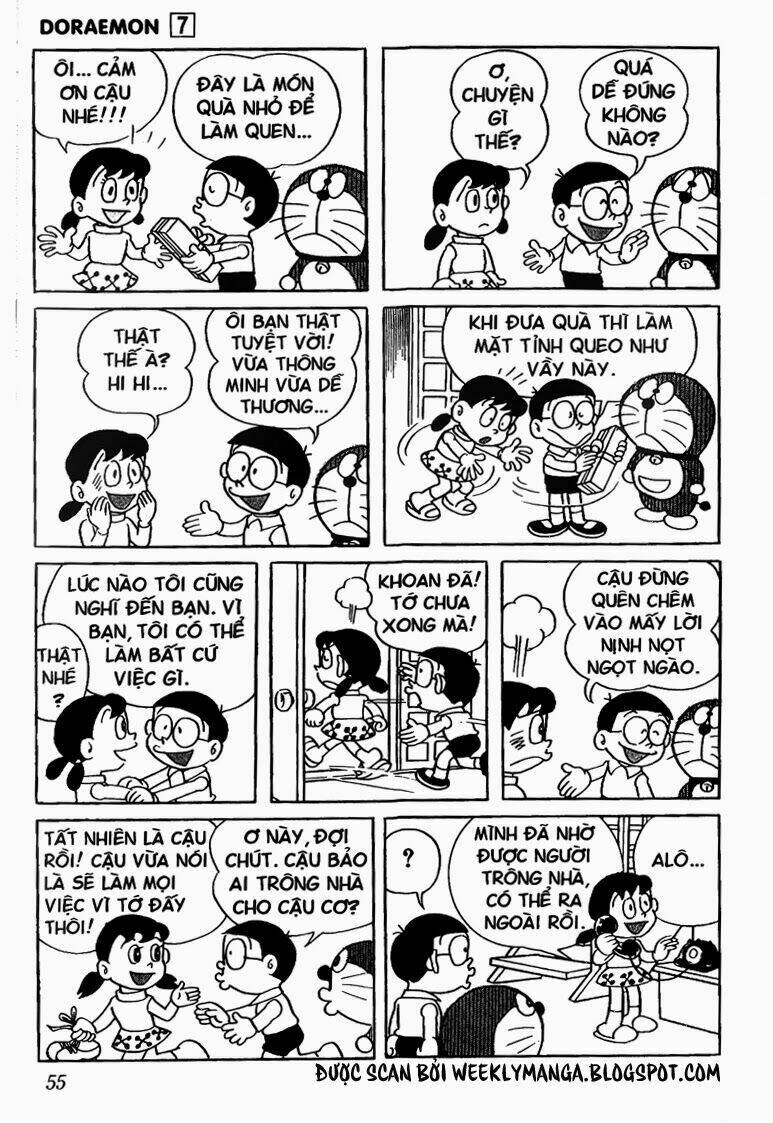 DORAEMON 7
QUÁ
DỄ ĐÚNG
KHÔNG
NÀO?
Ơ,
CHUYỆN
GÌ
THẾ?
ĐÂY LÀ MÓN
QUÀ NHỎ ĐỂ
LÀM QUEN...
ÔI... CẢM
ƠN CẬU
NHÉ!!!
KHI ĐƯA QUÀ THÌ LÀM
MẶT TỈNH QUEO NHƯ
VẦY NÀY.
ÔI BẠN THẬT
TUYỆT VỜI!
VỪA THÔNG
MINH VỪA DỄ
THƯƠNG...
THẬT
THẾ À?
HI HI...
CẬU ĐỪNG
QUÊN CHÊM
VÀO MẤY LỜI
NỊNH NỌT
NGỌT NGÀO.
KHOAN ĐÃ!
TỚ CHƯA
XONG MÀ!
LÚC NÀO TÔI CŨNG
NGHĨ ĐẾN BẠN. VÌ
BẠN, TÔI CÓ THỂ
LÀM BẤT CỨ
VIỆC GÌ.
THẬT
NHÉ
?
ALÔ...
MÌNH ĐÃ NHỜ
ĐƯỢC NGƯỜI
TRÔNG NHÀ,
CÓ THỂ RA
NGOÀI RỒI.
?
Ơ NÀY, ĐỢI
CHÚT. CẬU BẢO
AI TRÔNG NHÀ
CHO CẬU CƠ?
TẤT NHIÊN LÀ CẬU
RỒI! CẬU VỪA NÓI
LÀ SẼ LÀM MỌI
VIỆC VÌ TỚ ĐẤY
THÔI!
55
ĐƯỢC SCAN BỞI WEEKLYMANGA.BLOGSPOT.COM